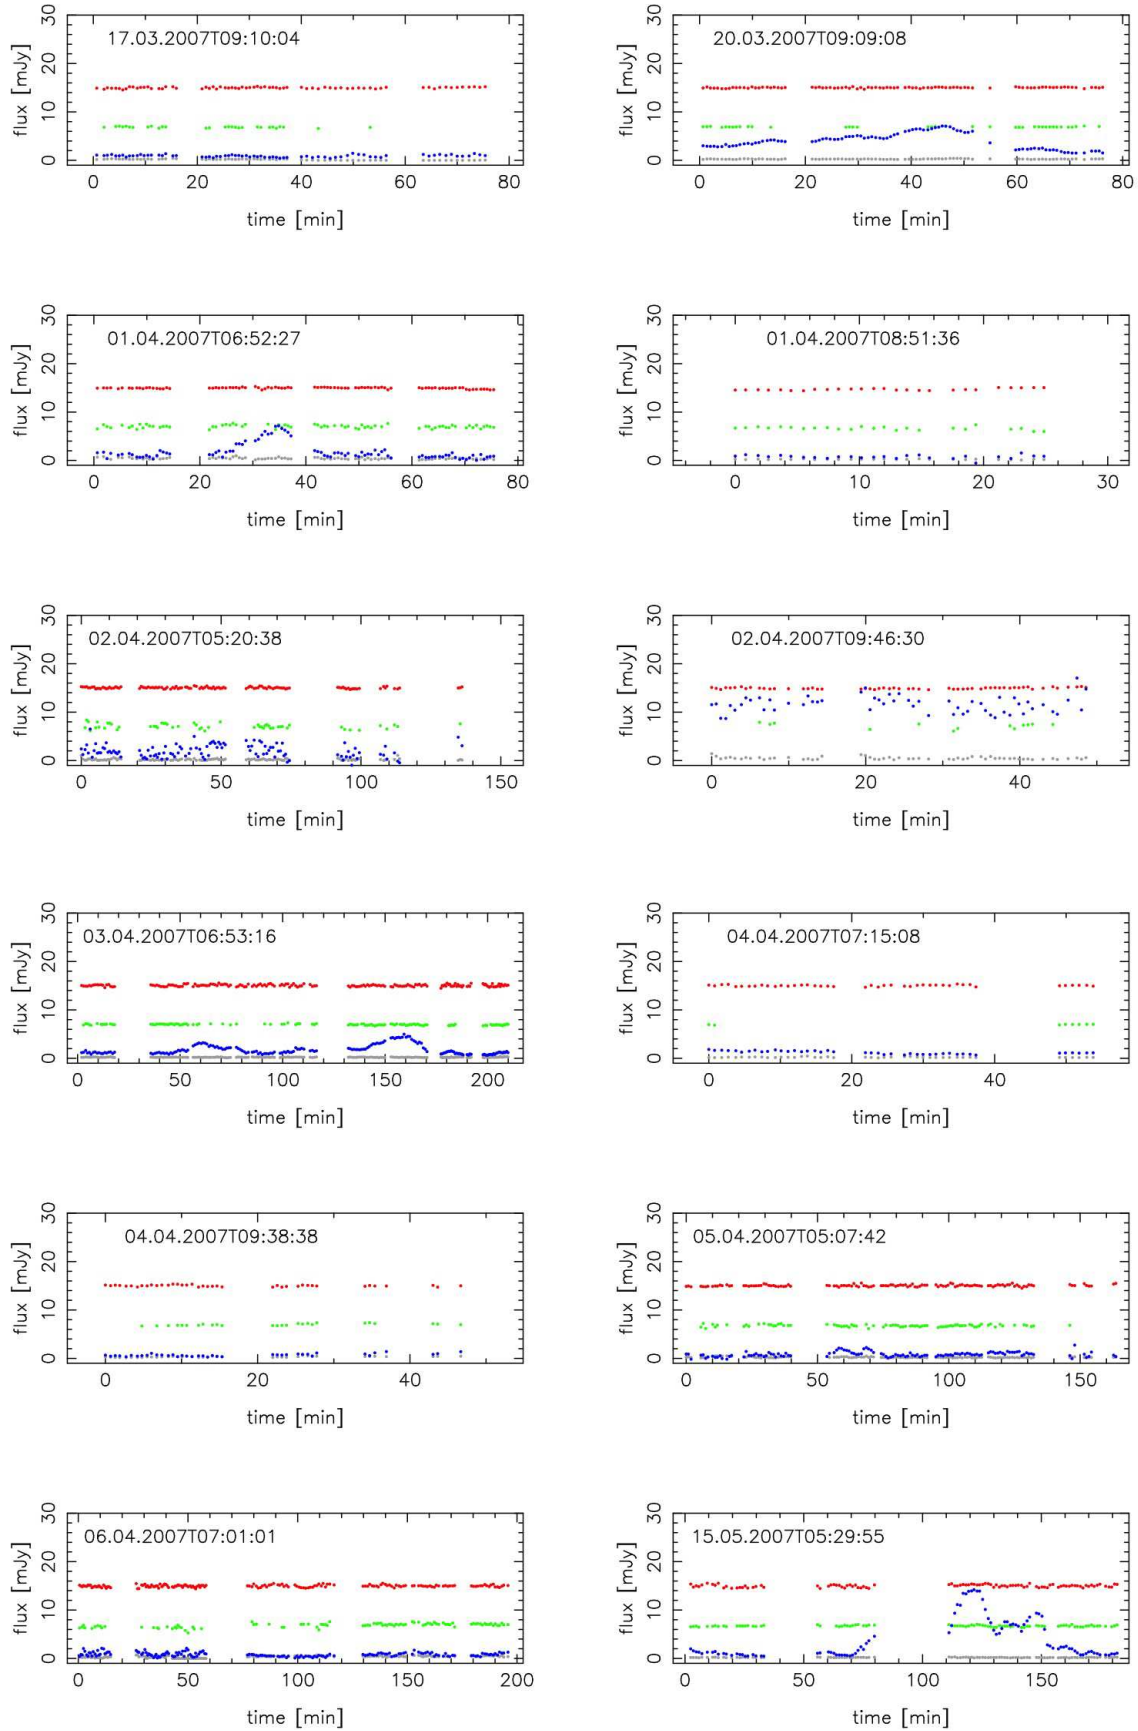 17.03.2007T09:10:04
flux [mJy]
0 10 20 30
0 20 40 60 80
time [min]
20.03.2007T09:09:08
flux [mJy]
0 10 20 30
0 20 40 60 80
time [min]
01.04.2007T06:52:27
flux [mJy]
0 10 20 30
0 20 40 60 80
time [min]
01.04.2007T08:51:36
flux [mJy]
0 10 20 30
0 10 20 30
time [min]
02.04.2007T05:20:38
flux [mJy]
0 10 20 30
0 50 100 150
time [min]
02.04.2007T09:46:30
flux [mJy]
0 10 20 30
0 20 40
time [min]
03.04.2007T06:53:16
flux [mJy]
0 10 20 30
0 50 100 150 200
time [min]
04.04.2007T07:15:08
flux [mJy]
0 10 20 30
0 20 40
time [min]
04.04.2007T09:38:38
flux [mJy]
0 10 20 30
0 20 40
time [min]
05.04.2007T05:07:42
flux [mJy]
0 10 20 30
0 50 100 150
time [min]
06.04.2007T07:01:01
flux [mJy]
0 10 20 30
0 50 100 150 200
time [min]
15.05.2007T05:29:55
flux [mJy]
0 10 20 30
0 50 100 150
time [min]